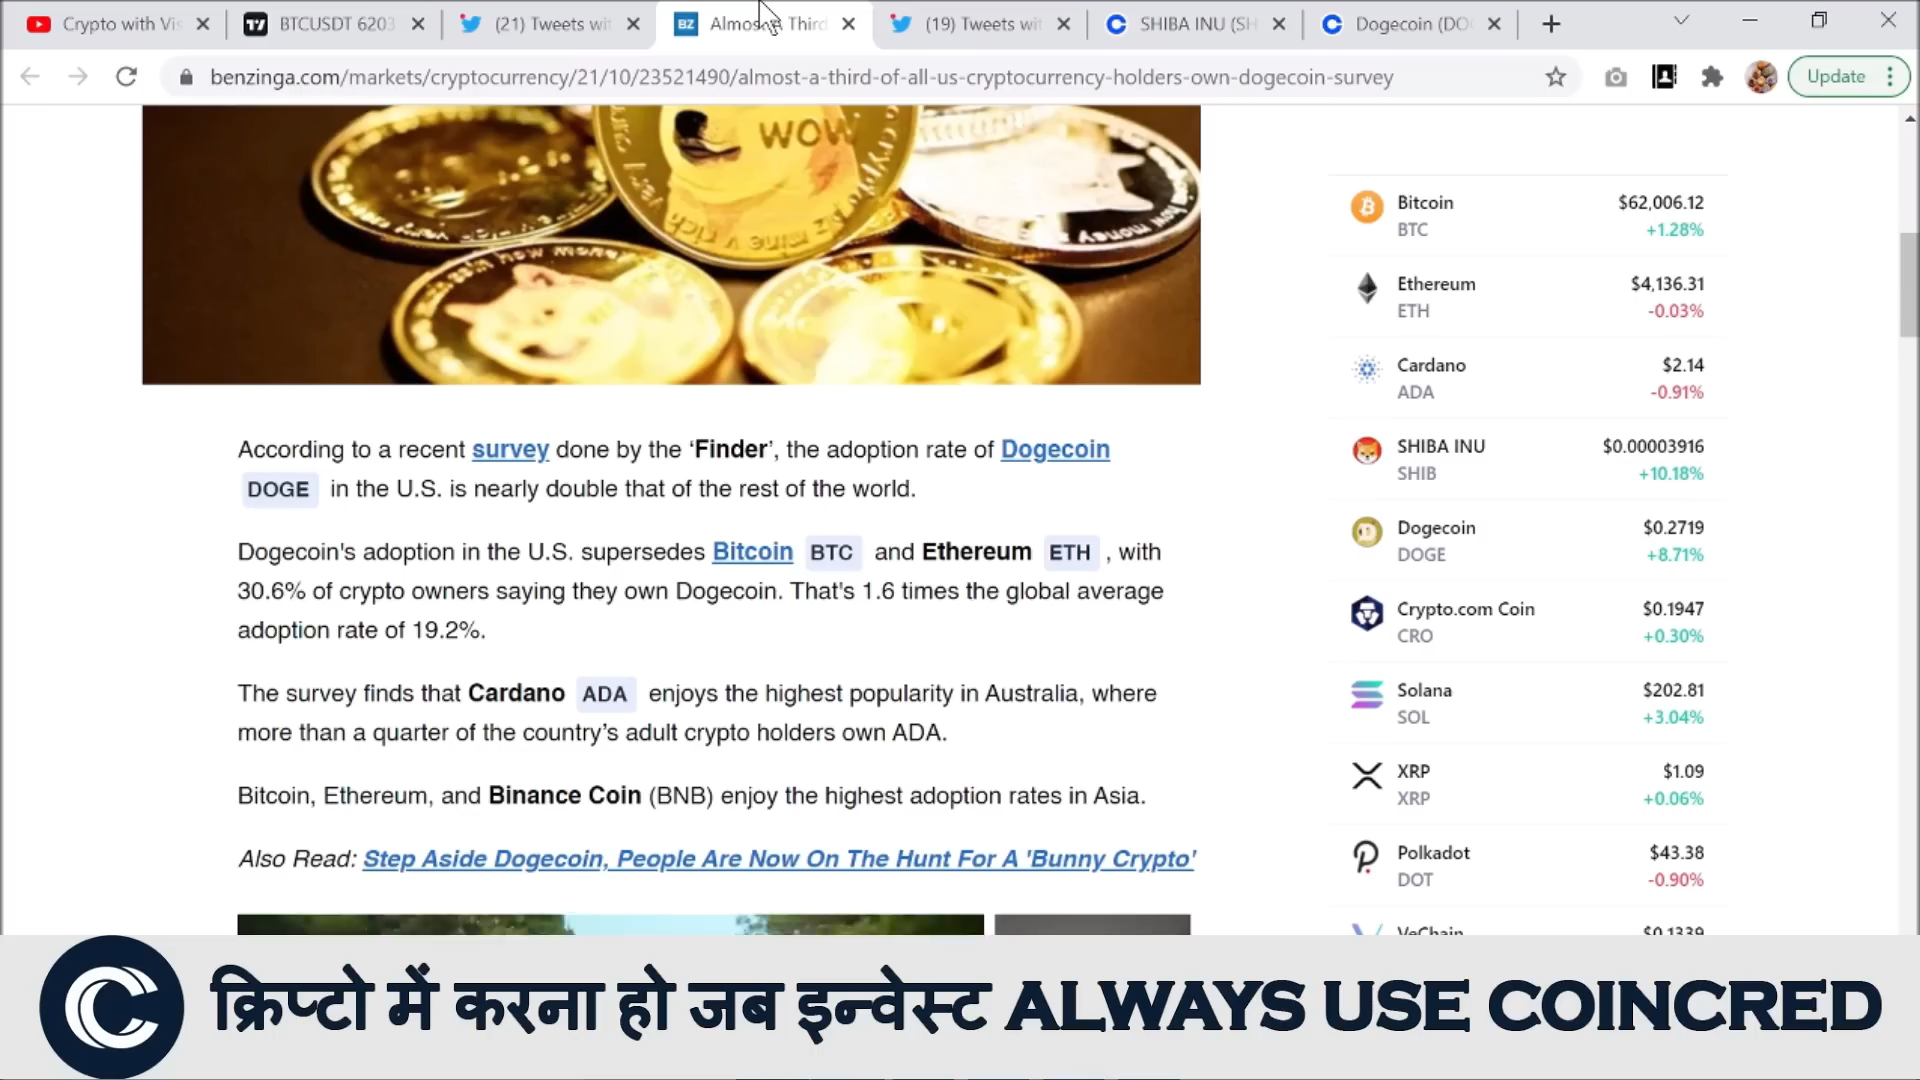 Crypto with Vis
BTCUSDT 6203
(21) Tweets wit
BZ
Almos Third
(19) Tweets wit
SHIBA INU (SH
Dogecoin (DO
benzinga.com/markets/cryptocurrency/21/10/23521490/almost-a-third-of-all-us-cryptocurrency-holders-own-dogecoin-survey
Update
WOW
According to a recent survey done by the ‘Finder’, the adoption rate of Dogecoin
DOGE in the U.S. is nearly double that of the rest of the world.
Dogecoin's adoption in the U.S. supersedes Bitcoin BTC and Ethereum ETH , with
30.6% of crypto owners saying they own Dogecoin. That's 1.6 times the global average
adoption rate of 19.2%.
The survey finds that Cardano ADA enjoys the highest popularity in Australia, where
more than a quarter of the country’s adult crypto holders own ADA.
Bitcoin, Ethereum, and Binance Coin (BNB) enjoy the highest adoption rates in Asia.
Also Read: Step Aside Dogecoin, People Are Now On The Hunt For A 'Bunny Crypto'
Bitcoin $62,006.12
BTC +1.28%
Ethereum $4,136.31
ETH -0.03%
Cardano $2.14
ADA -0.91%
SHIBA INU $0.00003916
SHIB +10.18%
Dogecoin $0.2719
DOGE +8.71%
Crypto.com Coin $0.1947
CRO +0.30%
Solana $202.81
SOL +3.04%
XRP $1.09
XRP +0.06%
Polkadot $43.38
DOT -0.90%
VeChain $0.1339
क्रिप्टो में करना हो जब इन्वेस्ट ALWAYS USE COINCRED